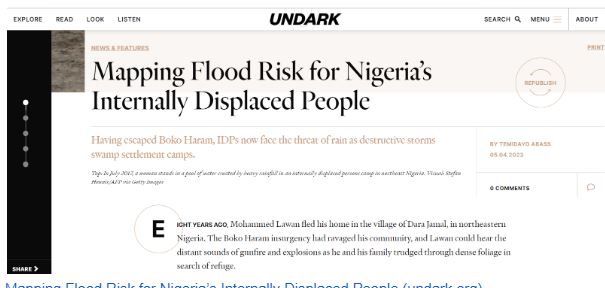 EXPLORE READ LOOK LISTEN UNDARK SEARCH MENU ABOUT
NEWS & FEATURES PRINT
Mapping Flood Risk for Nigeria's
Internally Displaced People
REPUBLISH
Having escaped Boko Haram, IDPs now face the threat of rain as destructive storms
swamp settlement camps.
BY TEMIDAYO ABASS
05.04.2023
Top: In July 2017, a woman stands in a pool of water created by heavy rainfall in an internally displaced persons camp in northeast Nigeria. Visual: Stefan
Heunis/AFP via Getty Images
0 COMMENTS
EIGHT YEARS AGO, Mohammed Lawan fled his home in the village of Dara Jamal, in northeastern
Nigeria. The Boko Haram insurgency had ravaged his community, and Lawan could hear the
distant sounds of gunfire and explosions as he and his family trudged through dense foliage in
search of refuge.
SHARE
Mapping Flood Risk for Nigeria's Internally Displaced People (undark.org)